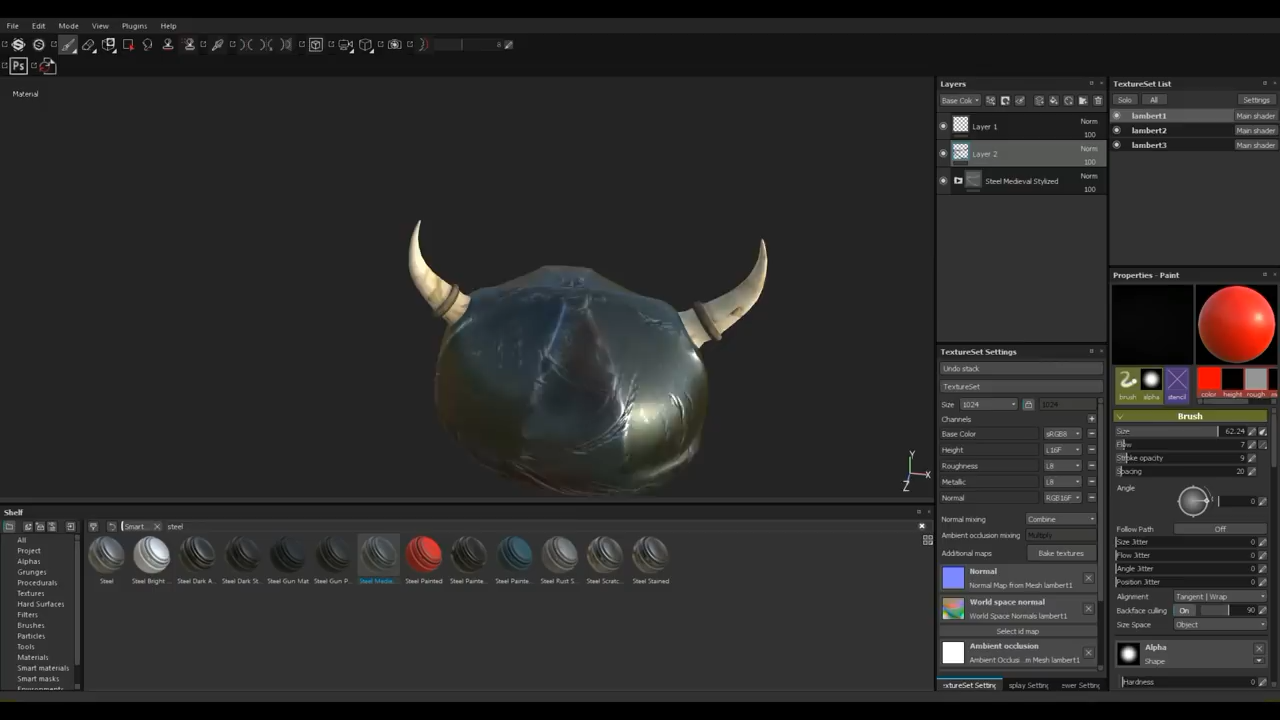 File Edit Mode View Plugins Help
8
Ps
Material
Layers
Base Col
Layer 1 Norm 100
Layer 2 Norm 100
Steel Medieval Stylized Norm 100
TextureSet List
Solo All Settings
lambert1 Main shader
lambert2 Main shader
lambert3 Main shader
TextureSet Settings
Undo stack
TextureSet
Size 1024 1024
Channels
Base Color sRGB8
Height L16F
Roughness L8
Metallic L8
Normal RGB16F
Normal mixing Combine
Ambient occlusion mixing Multiply
Additional maps Bake textures
Normal
Normal Map from Mesh lambert1
World space normal
World Space Normals lambert1
Select id map
Ambient occlusion
Ambient Occlusi ...m Mesh lambert1
Properties - Paint
brush alpha stencil color height rough
Brush
Size 62.24
Flow 7
Stroke opacity 9
Spacing 20
Angle 0
Follow Path Off
Size Jitter 0
Flow Jitter 0
Angle Jitter 0
Position Jitter 0
Alignment Tangent | Wrap
Backface culling On 90
Size Space Object
Alpha
Shape
Hardness 0
Y
X
Z
Shelf
Smart... steel
All
Project
Alphas
Grunges
Procedurals
Textures
Hard Surfaces
Filters
Brushes
Particles
Tools
Materials
Smart materials
Smart masks
Steel Steel Bright ... Steel Dark A... Steel Dark St... Steel Gun Mat Steel Gun P... Steel Medie... Steel Painted Steel Painte... Steel Painte... Steel Rust S... Steel Scratc... Steel Stained